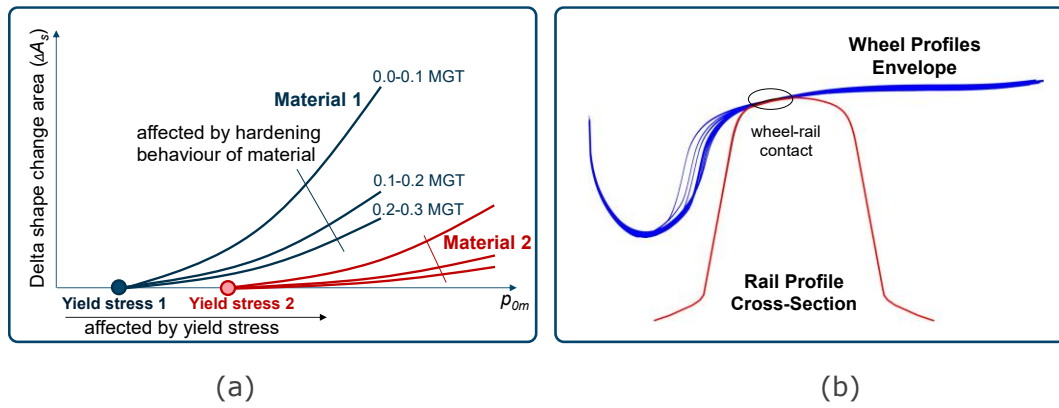 Delta shape change area (ΔAs)
0.0-0.1 MGT
Material 1
affected by hardening
behaviour of material
0.1-0.2 MGT
0.2-0.3 MGT
Material 2
Yield stress 1
Yield stress 2
p0m
affected by yield stress
(a)
Wheel Profiles
Envelope
wheel-rail
contact
Rail Profile
Cross-Section
(b)